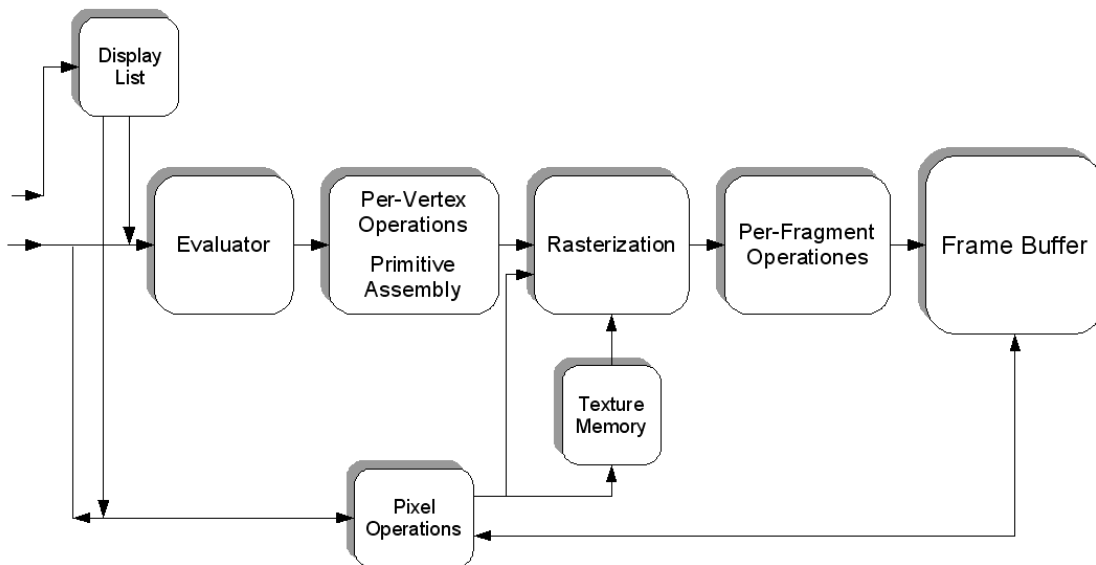 Display
List
Evaluator
Per-Vertex
Operations
Primitive
Assembly
Rasterization
Per-Fragment
Operationes
Frame Buffer
Texture
Memory
Pixel
Operations